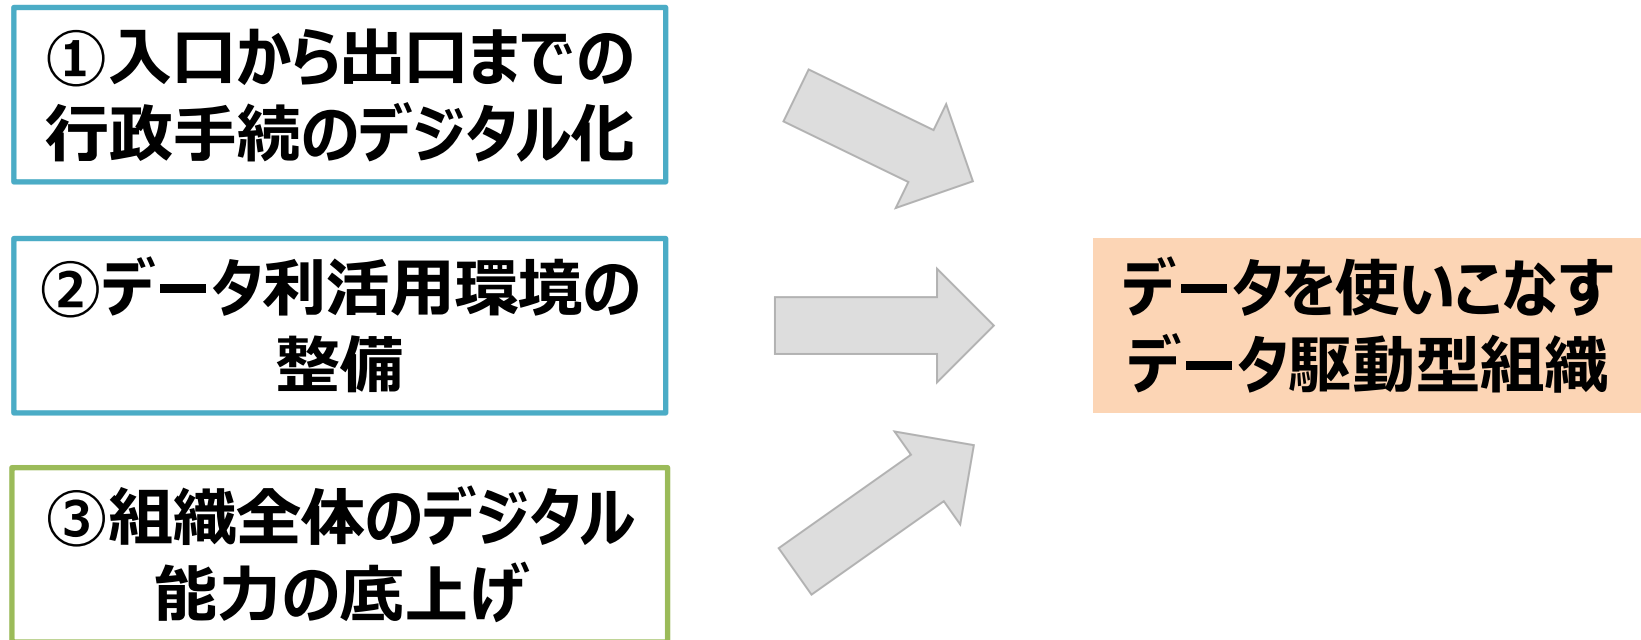 ①入口から出口までの
行政手続のデジタル化
②データ利活用環境の
整備
③組織全体のデジタル
能力の底上げ
データを使いこなす
データ駆動型組織